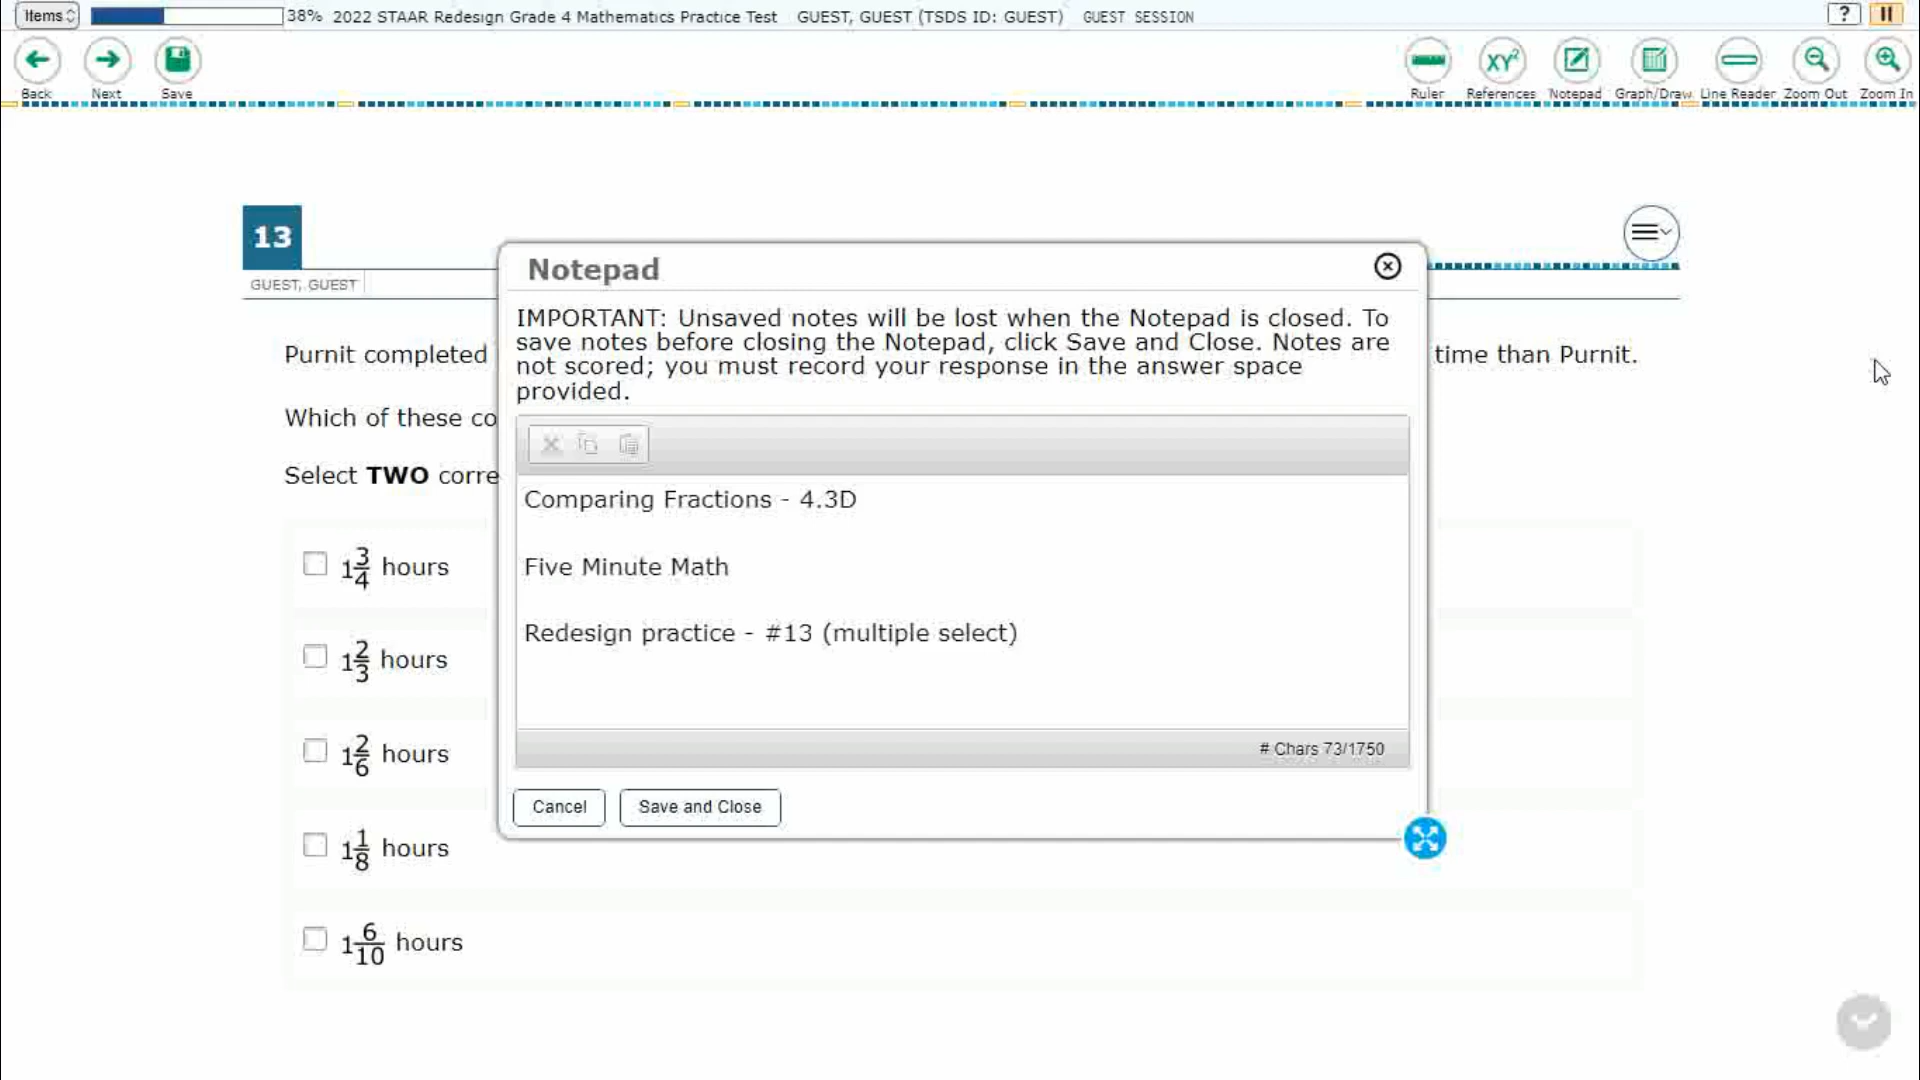 Items 38% 2022 STAAR Redesign Grade 4 Mathematics Practice Test GUEST, GUEST (TSDS ID: GUEST) GUEST SESSION ?
Back Next Save Ruler References Notepad Graph/Draw Line Reader Zoom Out Zoom In
XY²
13
GUEST, GUEST
Purnit completed
time than Purnit.
Which of these co
Select TWO corre
1 3/4 hours
1 2/3 hours
1 2/6 hours
1 1/8 hours
1 6/10 hours
Notepad
IMPORTANT: Unsaved notes will be lost when the Notepad is closed. To
save notes before closing the Notepad, click Save and Close. Notes are
not scored; you must record your response in the answer space
provided.
Comparing Fractions - 4.3D
Five Minute Math
Redesign practice - #13 (multiple select)
# Chars 73/1750
Cancel Save and Close